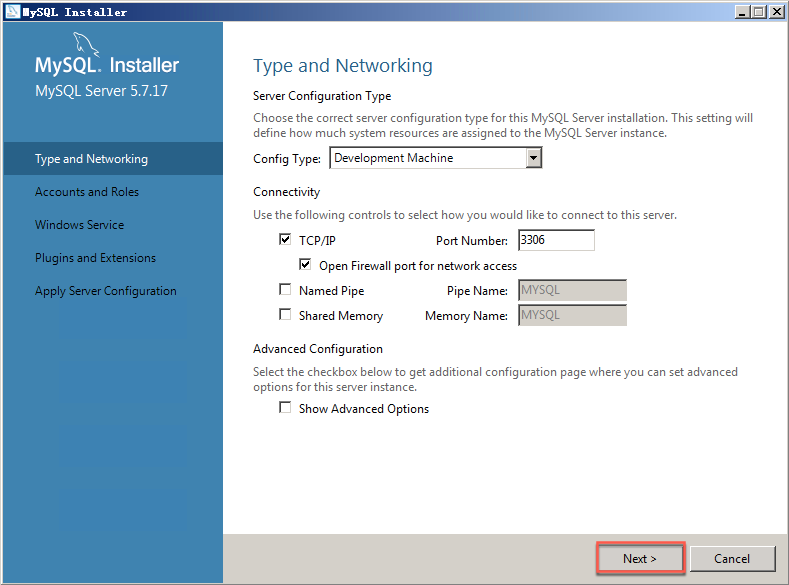 MySQL Installer
MySQL. Installer
MySQL Server 5.7.17
Type and Networking
Accounts and Roles
Windows Service
Plugins and Extensions
Apply Server Configuration
Type and Networking
Server Configuration Type
Choose the correct server configuration type for this MySQL Server installation. This setting will
define how much system resources are assigned to the MySQL Server instance.
Config Type: Development Machine
Connectivity
Use the following controls to select how you would like to connect to this server.
TCP/IP Port Number: 3306
Open Firewall port for network access
Named Pipe Pipe Name: MYSQL
Shared Memory Memory Name: MYSQL
Advanced Configuration
Select the checkbox below to get additional configuration page where you can set advanced
options for this server instance.
Show Advanced Options
Next > Cancel